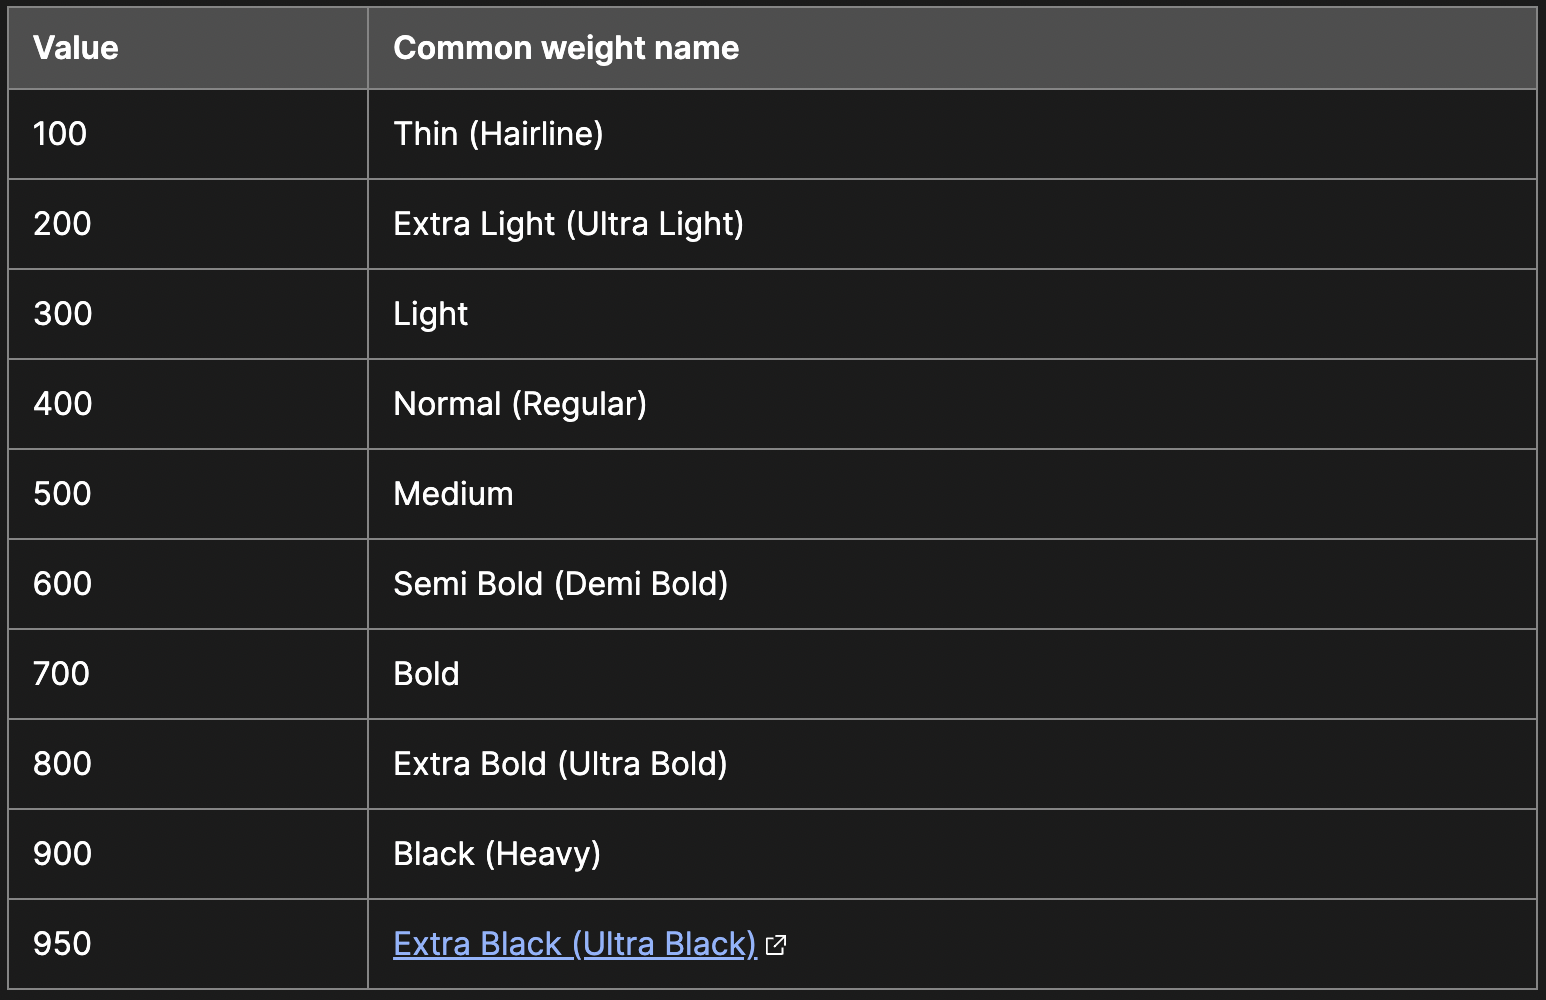 Value Common weight name
100 Thin (Hairline)
200 Extra Light (Ultra Light)
300 Light
400 Normal (Regular)
500 Medium
600 Semi Bold (Demi Bold)
700 Bold
800 Extra Bold (Ultra Bold)
900 Black (Heavy)
950 Extra Black (Ultra Black)